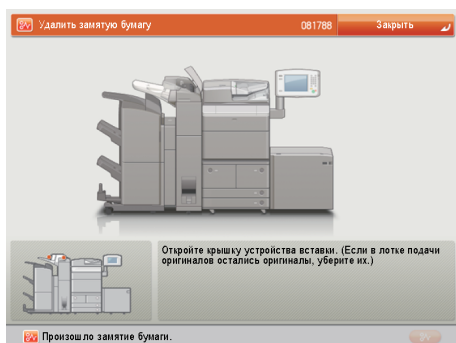 Удалить замятую бумагу 081788 Закрыть
Откройте крышку устройства вставки. (Если в лотке подачи
оригиналов остались оригиналы, уберите их.)
Произошло замятие бумаги.